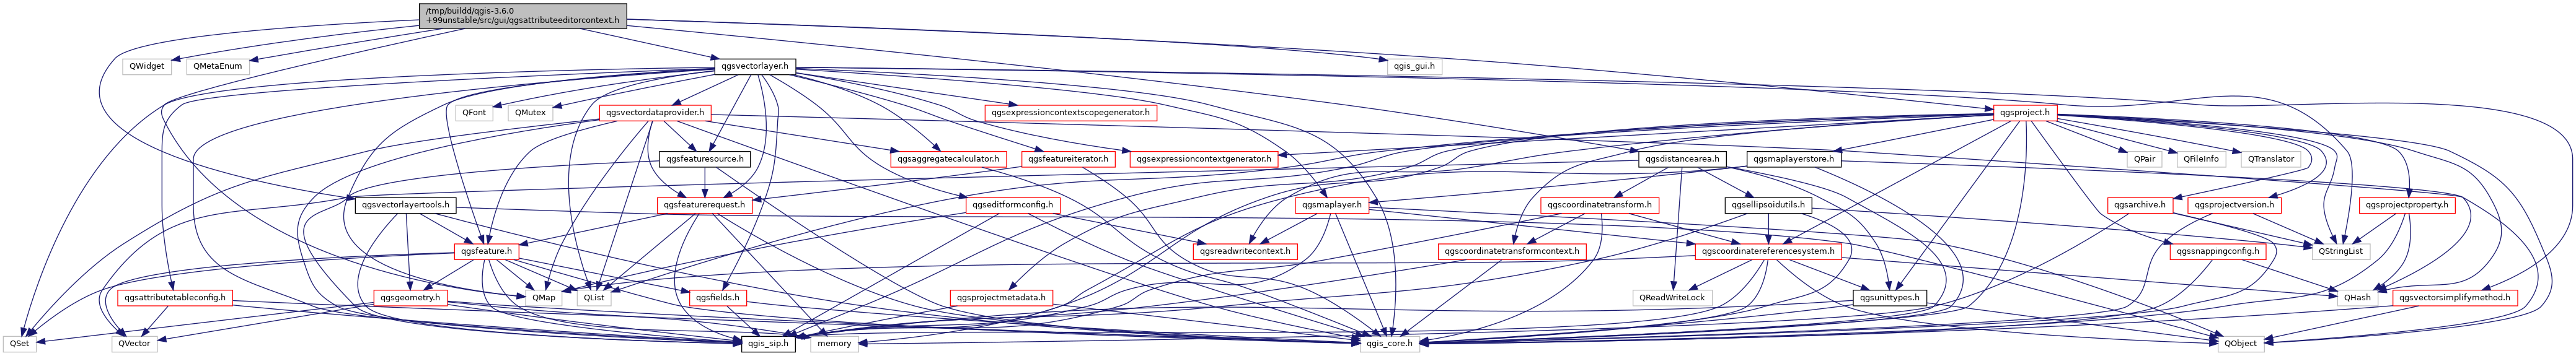 /tmp/buildd/qgis-3.6.0
+99unstable/src/gui/qgsattributeeditorcontext.h
QWidget
QMetaEnum
qgsvectorlayer.h
qgis_gui.h
QFont
QMutex
qgsvectordataprovider.h
qgsexpressioncontextscopegenerator.h
qgsproject.h
qgsfeaturesource.h
qgsaggregatecalculator.h
qgsfeatureiterator.h
qgsexpressioncontextgenerator.h
qgsdistancearea.h
qgsmaplayerstore.h
QPair
QFileInfo
QTranslator
qgsvectorlayertools.h
qgsfeaturerequest.h
qgseditformconfig.h
qgsmaplayer.h
qgscoordinatetransform.h
qgsellipsoidutils.h
qgsarchive.h
qgsprojectversion.h
qgsprojectproperty.h
qgsfeature.h
qgsreadwritecontext.h
qgscoordinatetransformcontext.h
qgscoordinatereferencesystem.h
qgssnappingconfig.h
QStringList
qgsattributetableconfig.h
qgsgeometry.h
QMap
QList
qgsfields.h
qgsprojectmetadata.h
QReadWriteLock
qgsunittypes.h
QHash
qgsvectorsimplifymethod.h
QSet
QVector
qgis_sip.h
memory
qgis_core.h
QObject